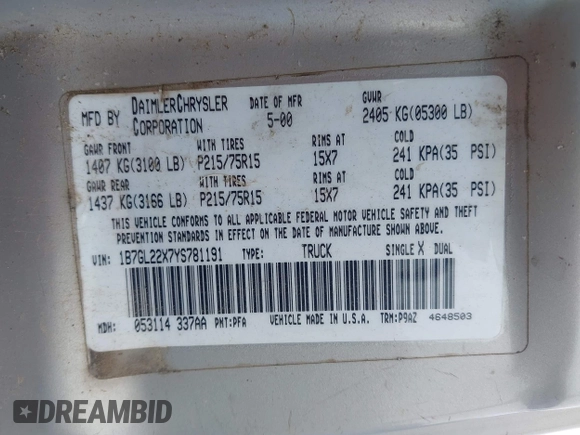 MFD BY DAIMLERCHRYSLER CORPORATION DATE OF MFR 5-00 GVWR 2405 KG(05300 LB)
GAWR FRONT WITH TIRES RIMS AT COLD
1407 KG(3100 LB) P215/75R15 15X7 241 KPA(35 PSI)
GAWR REAR WITH TIRES RIMS AT COLD
1437 KG(3166 LB) P215/75R15 15X7 241 KPA(35 PSI)
THIS VEHICLE CONFORMS TO ALL APPLICABLE FEDERAL MOTOR VEHICLE SAFETY AND THEFT
PREVENTION STANDARDS IN EFFECT ON THE DATE OF MANUFACTURE SHOWN ABOVE.
VIN: 1B7GL22X7YS781191 TYPE: TRUCK SINGLE X DUAL
MDH: 053114 337AA PNT:PFA VEHICLE MADE IN U.S.A. TRM:P9AZ 4648503
DREAMBID